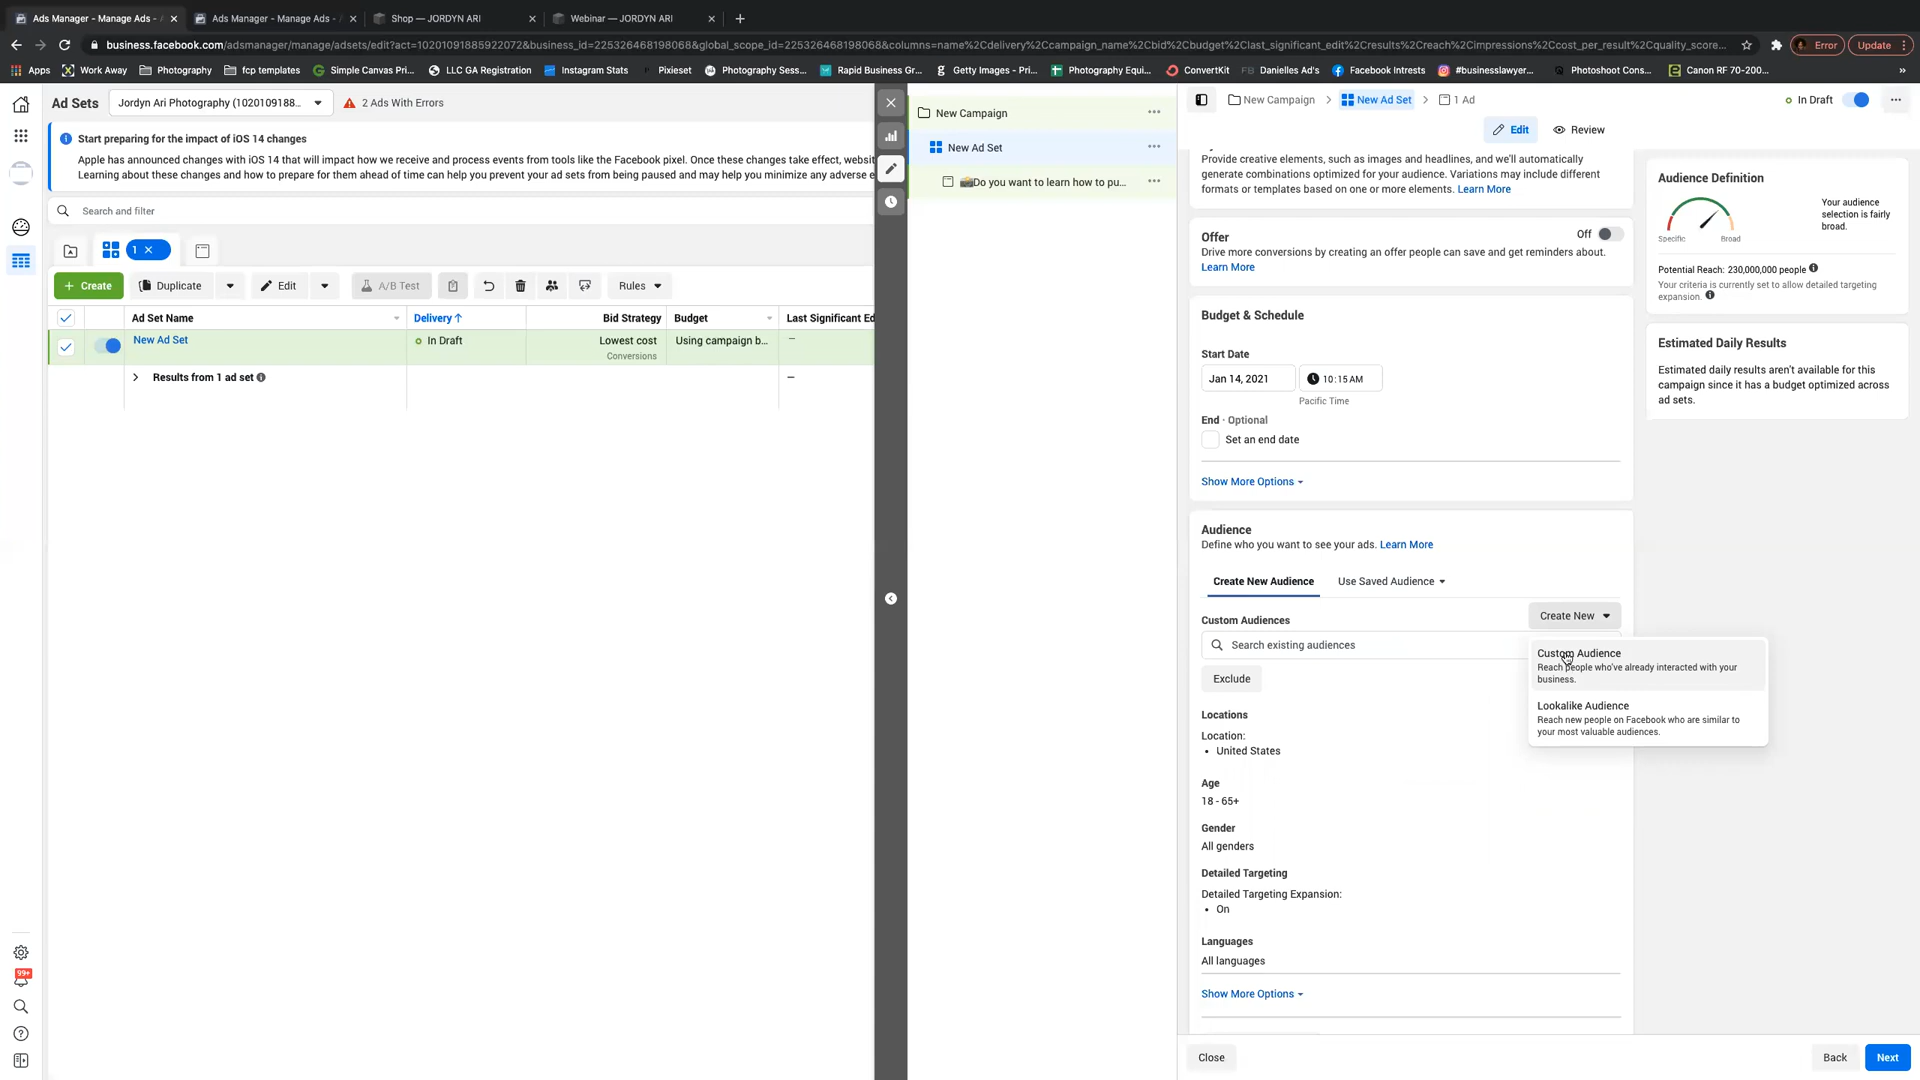 Ads Manager - Manage Ads -
Ads Manager - Manage Ads -
Shop — JORDYN ARI
Webinar — JORDYN ARI
business.facebook.com/adsmanager/manage/adsets/edit?act=10201091885922072&business_id=225326468198068&global_scope_id=225326468198068&columns=name%2Cdelivery%2Ccampaign_name%2Cbid%2Cbudget%2Clast_significant_edit%2Cresults%2Creach%2Cimpressions%2Ccost_per_result%2Cquality_score...
Error
Update
Apps
Work Away
Photography
fcp templates
Simple Canvas Pri...
LLC GA Registration
Instagram Stats
Pixieset
Photography Sess...
Rapid Business Gr...
Getty Images - Pri...
Photography Equi...
ConvertKit
FB Danielles Ad's
Facebook Intrests
#businesslawyer...
Photoshoot Cons...
Canon RF 70-200...
»
Ad Sets
Jordyn Ari Photography (1020109188...
2 Ads With Errors
Start preparing for the impact of iOS 14 changes
Apple has announced changes with iOS 14 that will impact how we receive and process events from tools like the Facebook pixel. Once these changes take effect, websit
Learning about these changes and how to prepare for them ahead of time can help you prevent your ad sets from being paused and may help you minimize any adverse e
Search and filter
1
Create
Duplicate
Edit
A/B Test
Rules
Ad Set Name
Delivery ↑
Bid Strategy
Budget
Last Significant Ed
New Ad Set
In Draft
Lowest cost
Conversions
Using campaign b...
—
Results from 1 ad set
—
99+
New Campaign
New Ad Set
📸Do you want to learn how to pu...
New Campaign
New Ad Set
1 Ad
In Draft
Edit
Review
Provide creative elements, such as images and headlines, and we'll automatically
generate combinations optimized for your audience. Variations may include different
formats or templates based on one or more elements. Learn More
Offer
Off
Drive more conversions by creating an offer people can save and get reminders about.
Learn More
Budget & Schedule
Start Date
Jan 14, 2021
10:15 AM
Pacific Time
End · Optional
Set an end date
Show More Options
Audience
Define who you want to see your ads. Learn More
Create New Audience
Use Saved Audience
Custom Audiences
Create New
Search existing audiences
Exclude
Custom Audience
Reach people who've already interacted with your
business.
Lookalike Audience
Reach new people on Facebook who are similar to
your most valuable audiences.
Locations
Location:
• United States
Age
18 - 65+
Gender
All genders
Detailed Targeting
Detailed Targeting Expansion:
• On
Languages
All languages
Show More Options
Close
Back
Next
Audience Definition
Specific
Broad
Your audience
selection is fairly
broad.
Potential Reach: 230,000,000 people
Your criteria is currently set to allow detailed targeting
expansion.
Estimated Daily Results
Estimated daily results aren't available for this
campaign since it has a budget optimized across
ad sets.